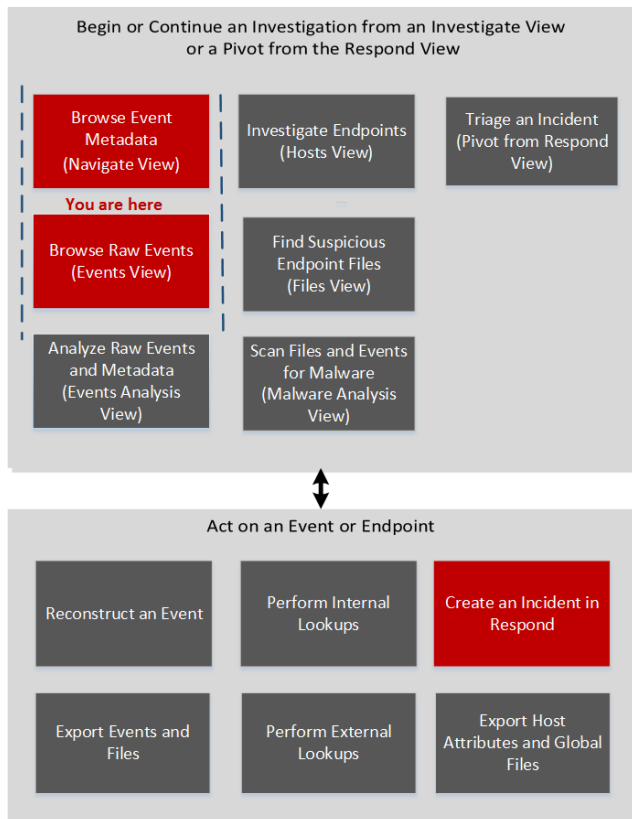 Begin or Continue an Investigation from an Investigate View
or a Pivot from the Respond View
Browse Event
Metadata
(Navigate View)
Investigate Endpoints
(Hosts View)
Triage an Incident
(Pivot from Respond
View)
You are here
Browse Raw Events
(Events View)
Find Suspicious
Endpoint Files
(Files View)
Analyze Raw Events
and Metadata
(Events Analysis
View)
Scan Files and Events
for Malware
(Malware Analysis
View)
Act on an Event or Endpoint
Reconstruct an Event
Perform Internal
Lookups
Create an Incident in
Respond
Export Events and
Files
Perform External
Lookups
Export Host
Attributes and Global
Files